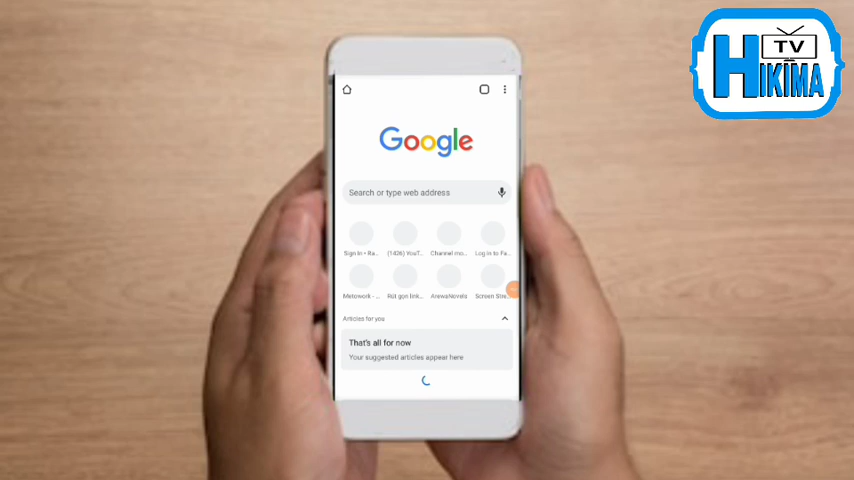 TV
HIKIMA
Google
Search or type web address
Sign In • Ra...
(1426) YouT...
Channel mo...
Log in to Fa...
Metowork - ...
Rút gọn link...
ArewaNovels
Screen Stre...
Articles for you
That's all for now
Your suggested articles appear here